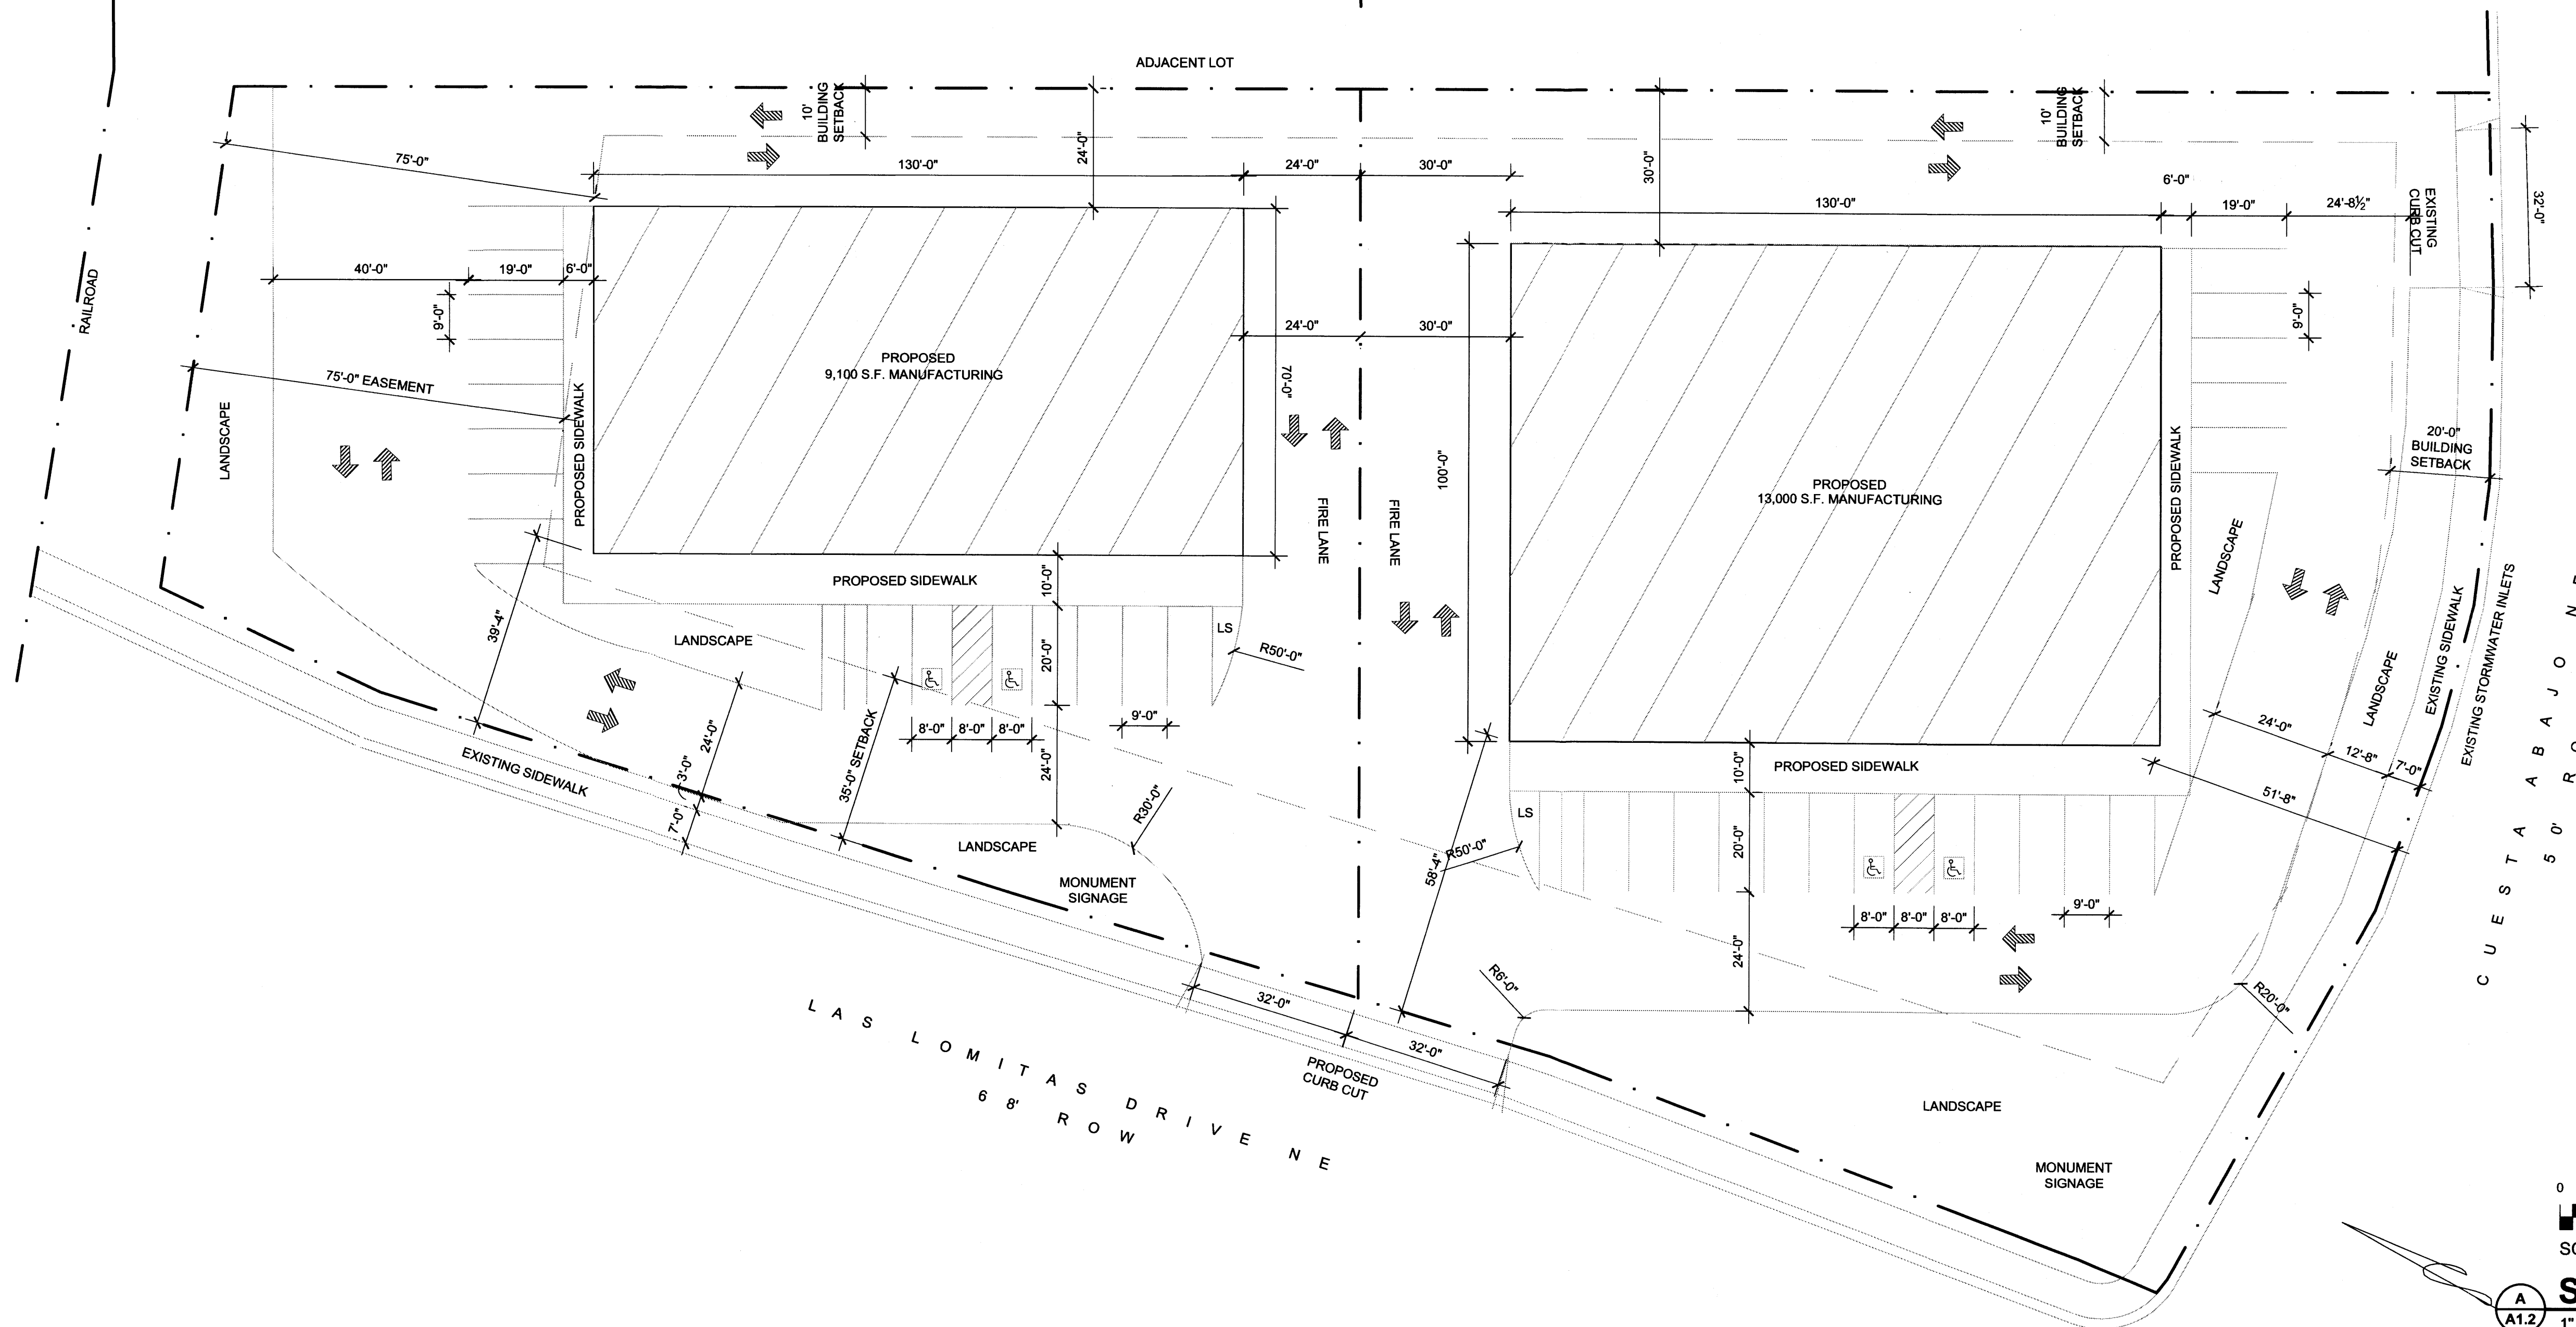 ADJACENT LOT
10'
BUILDING
SETBACK
10'
BUILDING
SETBACK
75'-0"
130'-0"
24'-0"
24'-0"
30'-0"
30'-0"
130'-0"
6'-0"
19'-0"
24'-8½"
EXISTING
CURB CUT
32'-0"
RAILROAD
40'-0"
19'-0"
6'-0"
9'-0"
75'-0" EASEMENT
LANDSCAPE
PROPOSED SIDEWALK
PROPOSED
9,100 S.F. MANUFACTURING
24'-0"
30'-0"
70'-0"
FIRE LANE
FIRE LANE
100'-0"
PROPOSED
13,000 S.F. MANUFACTURING
PROPOSED SIDEWALK
9'-0"
20'-0"
BUILDING
SETBACK
LANDSCAPE
LANDSCAPE
EXISTING SIDEWALK
EXISTING STORMWATER INLETS
PROPOSED SIDEWALK
10'-0"
39'-4"
LANDSCAPE
LS
R50'-0"
20'-0"
8'-0"
8'-0"
8'-0"
9'-0"
24'-0"
35'-0" SETBACK
24'-0"
3'-0"
7'-0"
EXISTING SIDEWALK
R30'-0"
LANDSCAPE
MONUMENT
SIGNAGE
PROPOSED SIDEWALK
10'-0"
LS
R50'-0"
58'-4"
20'-0"
8'-0"
8'-0"
8'-0"
9'-0"
24'-0"
24'-0"
12'-8"
7'-0"
51'-8"
R6'-0"
R20'-0"
32'-0"
32'-0"
PROPOSED
CURB CUT
LAS LOMITAS DRIVE NE
68' ROW
CUESTA ABAJO N
50' RO
LANDSCAPE
MONUMENT
SIGNAGE
0
A
A1.2
S
1"